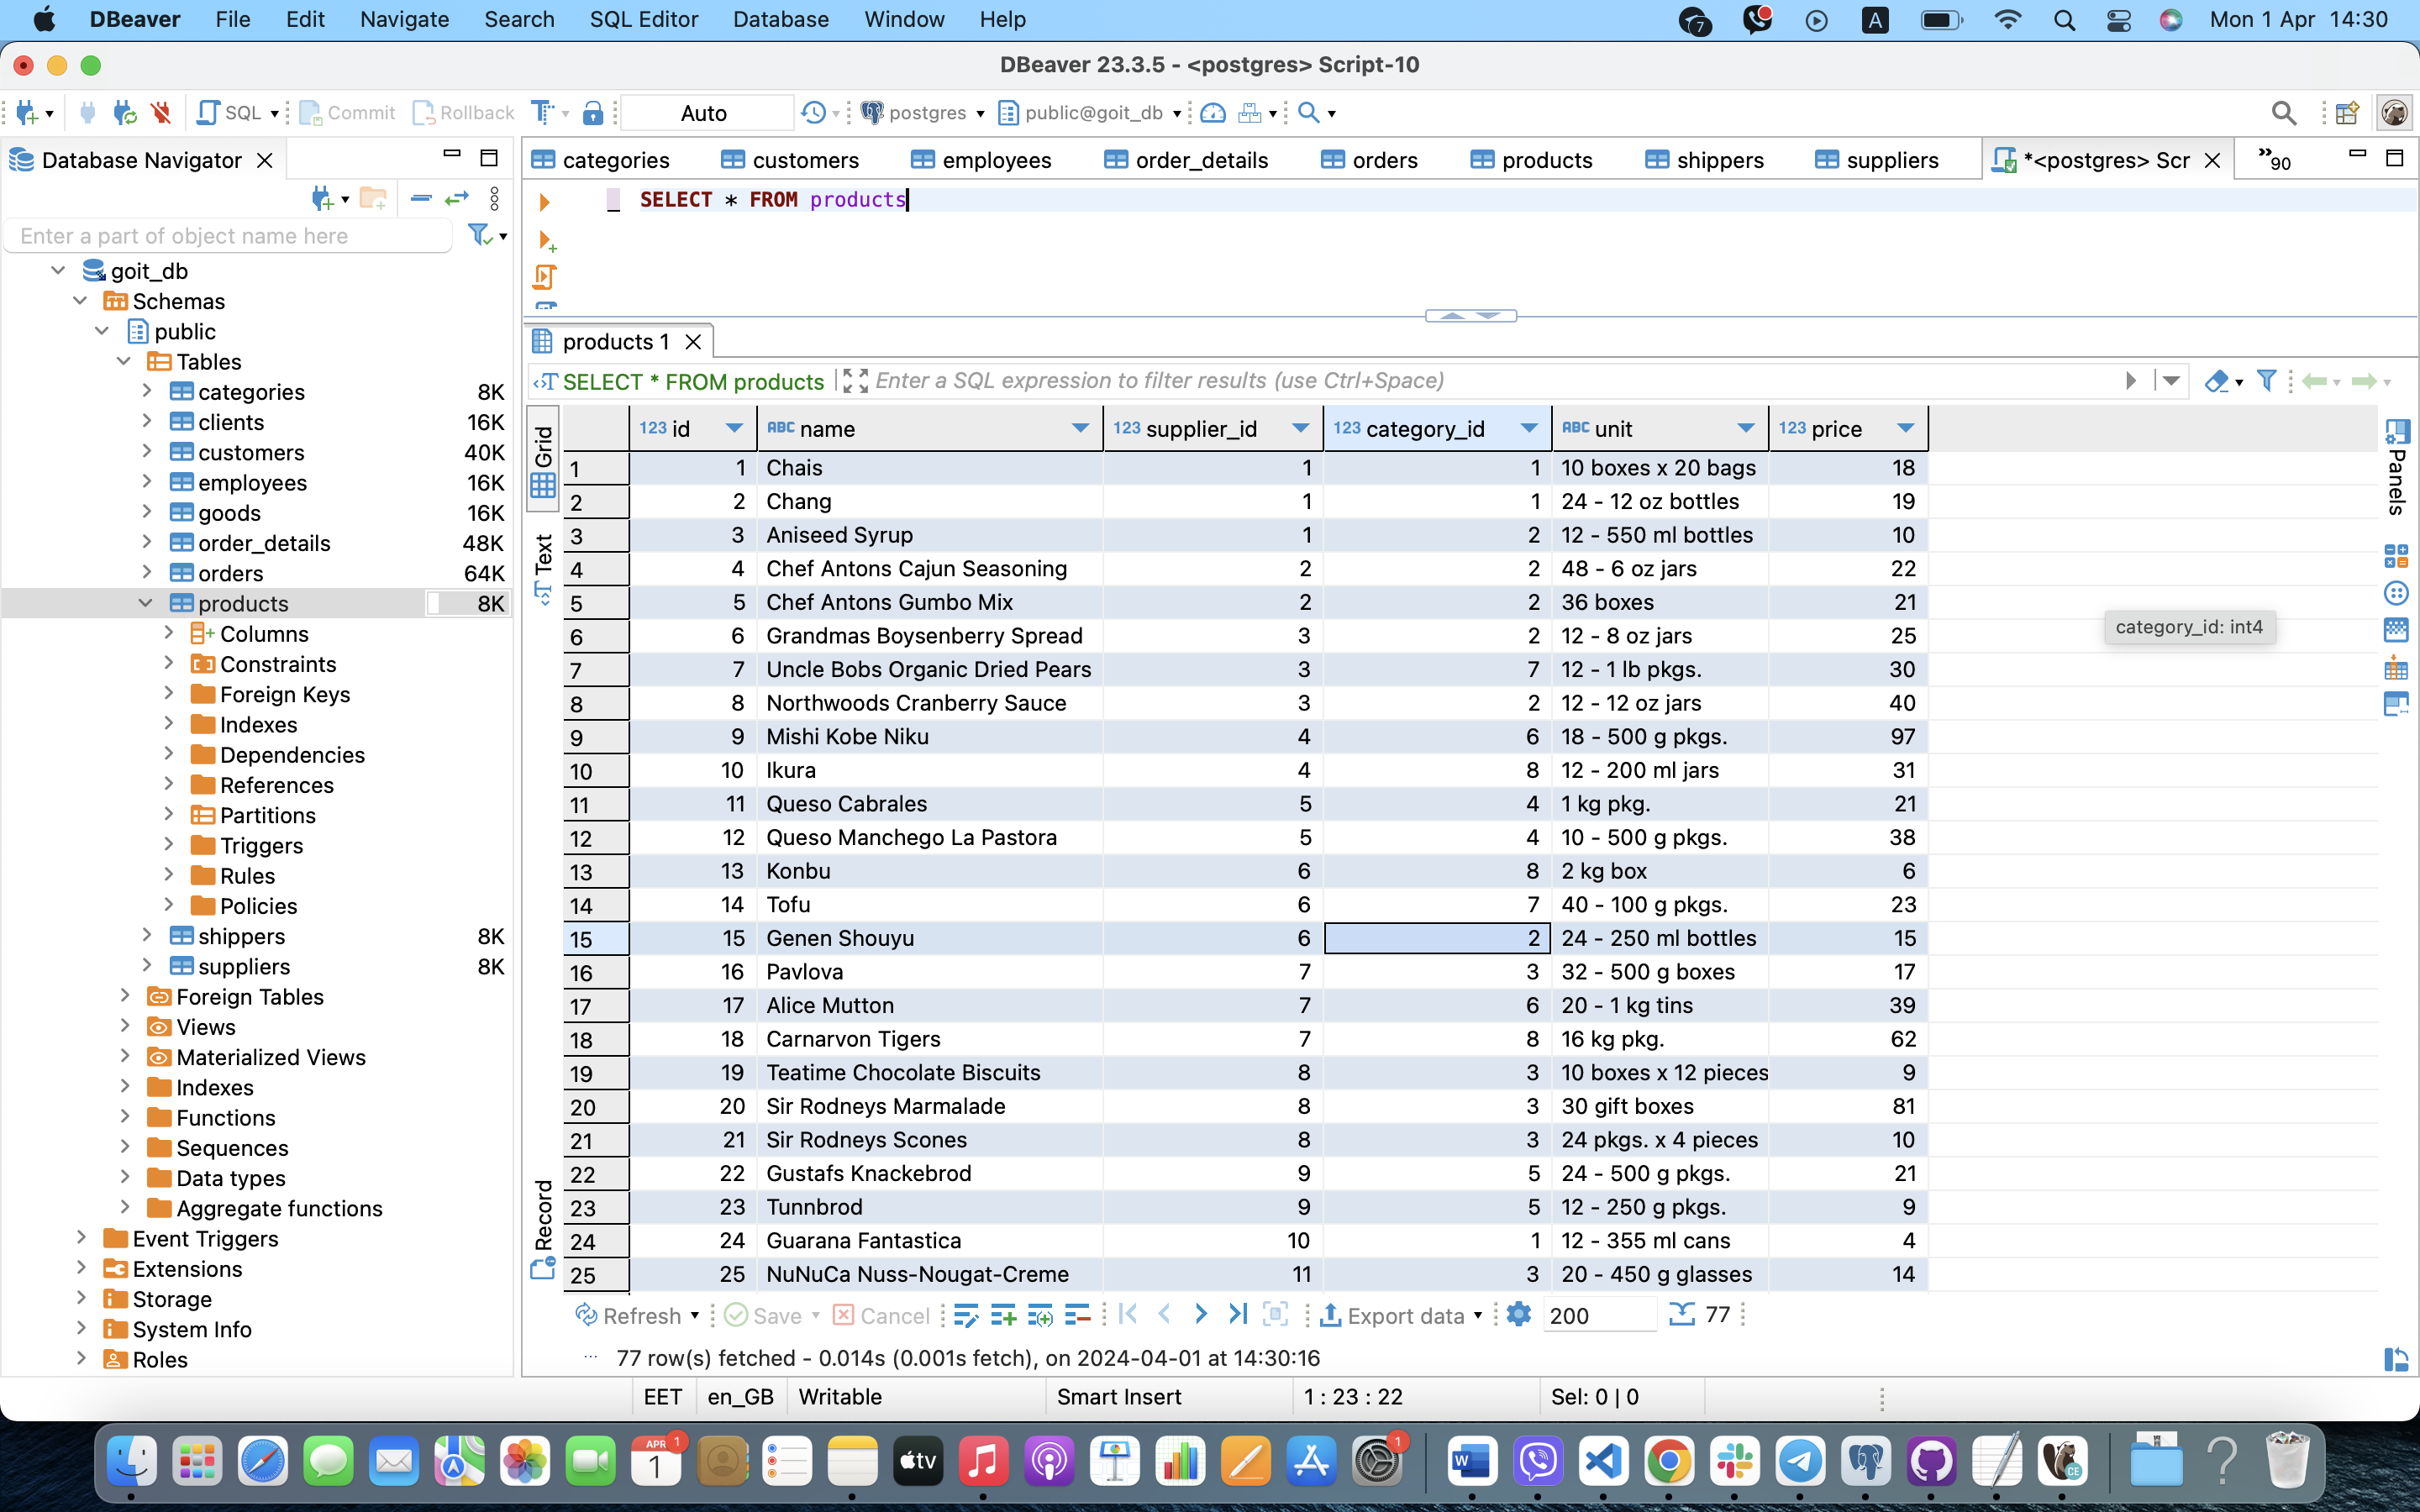 DBeaver File Edit Navigate Search SQL Editor Database Window Help 7 A Mon 1 Apr 14:30
DBeaver 23.3.5 - <postgres> Script-10
SQL Commit Rollback Auto postgres public@goit_db
Database Navigator
categories customers employees order_details orders products shippers suppliers *<postgres> Scr »90
SELECT * FROM products
Enter a part of object name here
goit_db
Schemas
public
Tables
categories 8K
clients 16K
customers 40K
employees 16K
goods 16K
order_details 48K
orders 64K
products 8K
Columns
Constraints
Foreign Keys
Indexes
Dependencies
References
Partitions
Triggers
Rules
Policies
shippers 8K
suppliers 8K
Foreign Tables
Views
Materialized Views
Indexes
Functions
Sequences
Data types
Aggregate functions
Event Triggers
Extensions
Storage
System Info
Roles
products 1
SELECT * FROM products Enter a SQL expression to filter results (use Ctrl+Space)
Grid
Text
Record
Panels
123 id ABC name 123 supplier_id 123 category_id ABC unit 123 price
1 1 Chais 1 1 10 boxes x 20 bags 18
2 2 Chang 1 1 24 - 12 oz bottles 19
3 3 Aniseed Syrup 1 2 12 - 550 ml bottles 10
4 4 Chef Antons Cajun Seasoning 2 2 48 - 6 oz jars 22
5 5 Chef Antons Gumbo Mix 2 2 36 boxes 21
6 6 Grandmas Boysenberry Spread 3 2 12 - 8 oz jars 25
7 7 Uncle Bobs Organic Dried Pears 3 7 12 - 1 lb pkgs. 30
8 8 Northwoods Cranberry Sauce 3 2 12 - 12 oz jars 40
9 9 Mishi Kobe Niku 4 6 18 - 500 g pkgs. 97
10 10 Ikura 4 8 12 - 200 ml jars 31
11 11 Queso Cabrales 5 4 1 kg pkg. 21
12 12 Queso Manchego La Pastora 5 4 10 - 500 g pkgs. 38
13 13 Konbu 6 8 2 kg box 6
14 14 Tofu 6 7 40 - 100 g pkgs. 23
15 15 Genen Shouyu 6 2 24 - 250 ml bottles 15
16 16 Pavlova 7 3 32 - 500 g boxes 17
17 17 Alice Mutton 7 6 20 - 1 kg tins 39
18 18 Carnarvon Tigers 7 8 16 kg pkg. 62
19 19 Teatime Chocolate Biscuits 8 3 10 boxes x 12 pieces 9
20 20 Sir Rodneys Marmalade 8 3 30 gift boxes 81
21 21 Sir Rodneys Scones 8 3 24 pkgs. x 4 pieces 10
22 22 Gustafs Knackebrod 9 5 24 - 500 g pkgs. 21
23 23 Tunnbrod 9 5 12 - 250 g pkgs. 9
24 24 Guarana Fantastica 10 1 12 - 355 ml cans 4
25 25 NuNuCa Nuss-Nougat-Creme 11 3 20 - 450 g glasses 14
category_id: int4
Refresh Save Cancel Export data 200 77
... 77 row(s) fetched - 0.014s (0.001s fetch), on 2024-04-01 at 14:30:16
EET en_GB Writable Smart Insert 1 : 23 : 22 Sel: 0 | 0
APR 1 1 tv 1 W CE ?